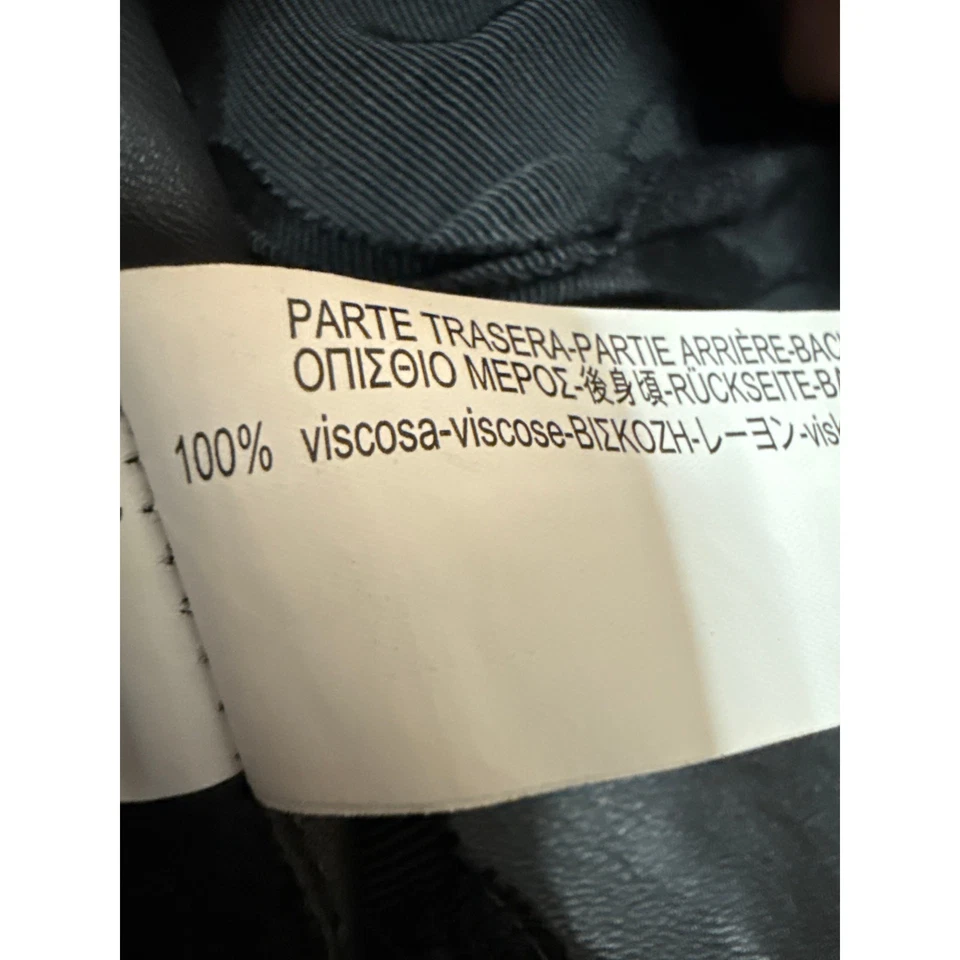 PARTE TRASERA-PARTIE ARRIÈRE-BAC
ΟΠΙΣΘΙΟ ΜΕΡΟΣ-後身頃-RÜCKSEITE-BA
100% viscosa-viscose-ΒΙΣΚΟΖΗ-レーヨン-visk